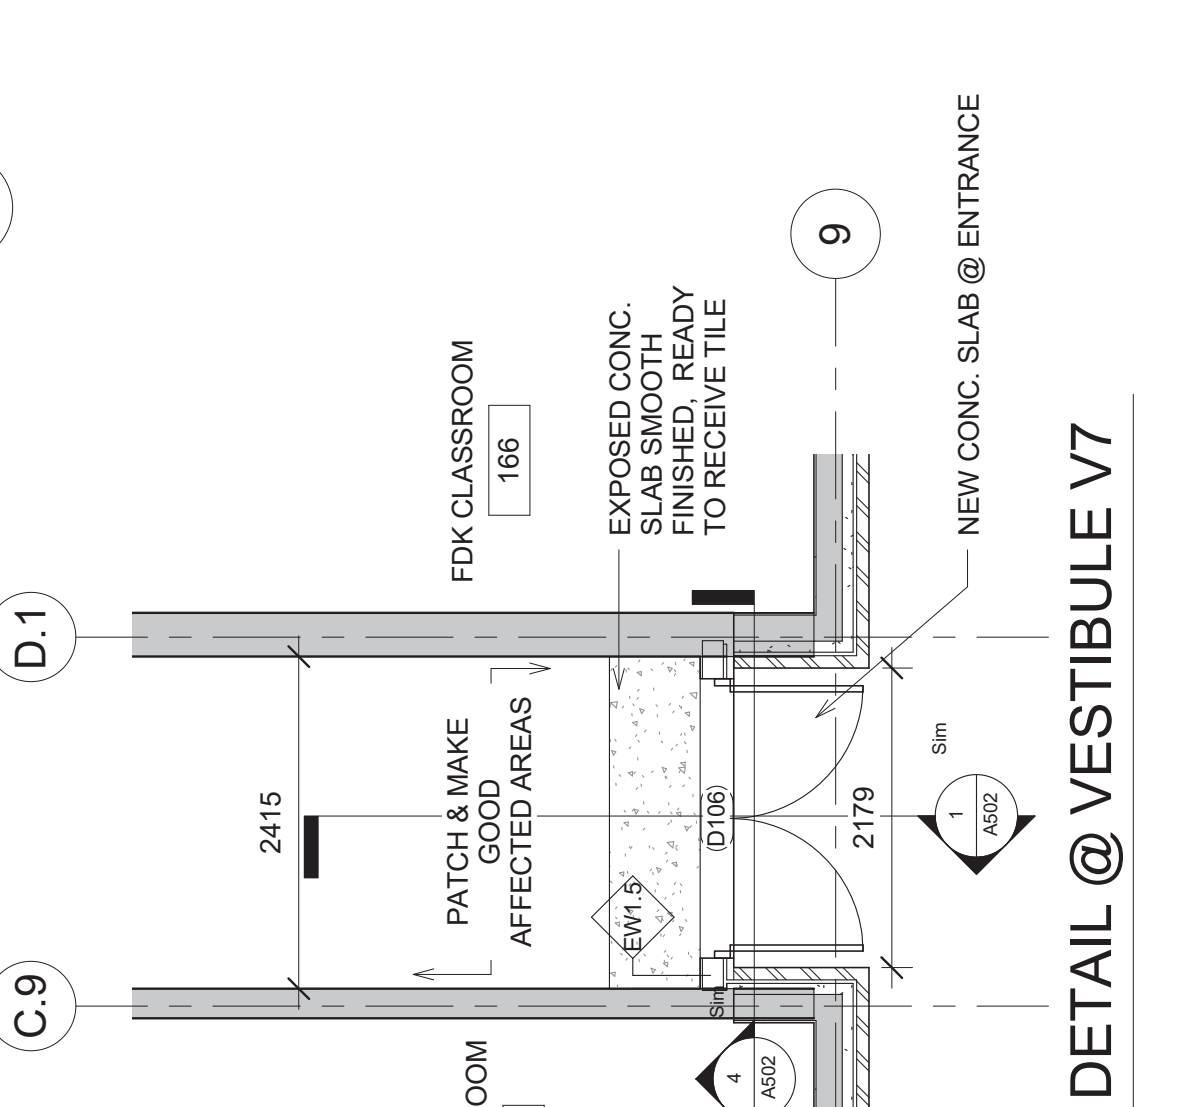 D.1
C.9
2415
PATCH & MAKE
GOOD
AFFECTED AREAS
FDK CLASSROOM
166
EXPOSED CONC.
SLAB SMOOTH
FINISHED, READY
TO RECEIVE TILE
9
NEW CONC. SLAB @ ENTRANCE
EW1.5
(D106)
Sim
2179
Sim
1
A502
4
A502
OOM
DETAIL @ VESTIBULE V7